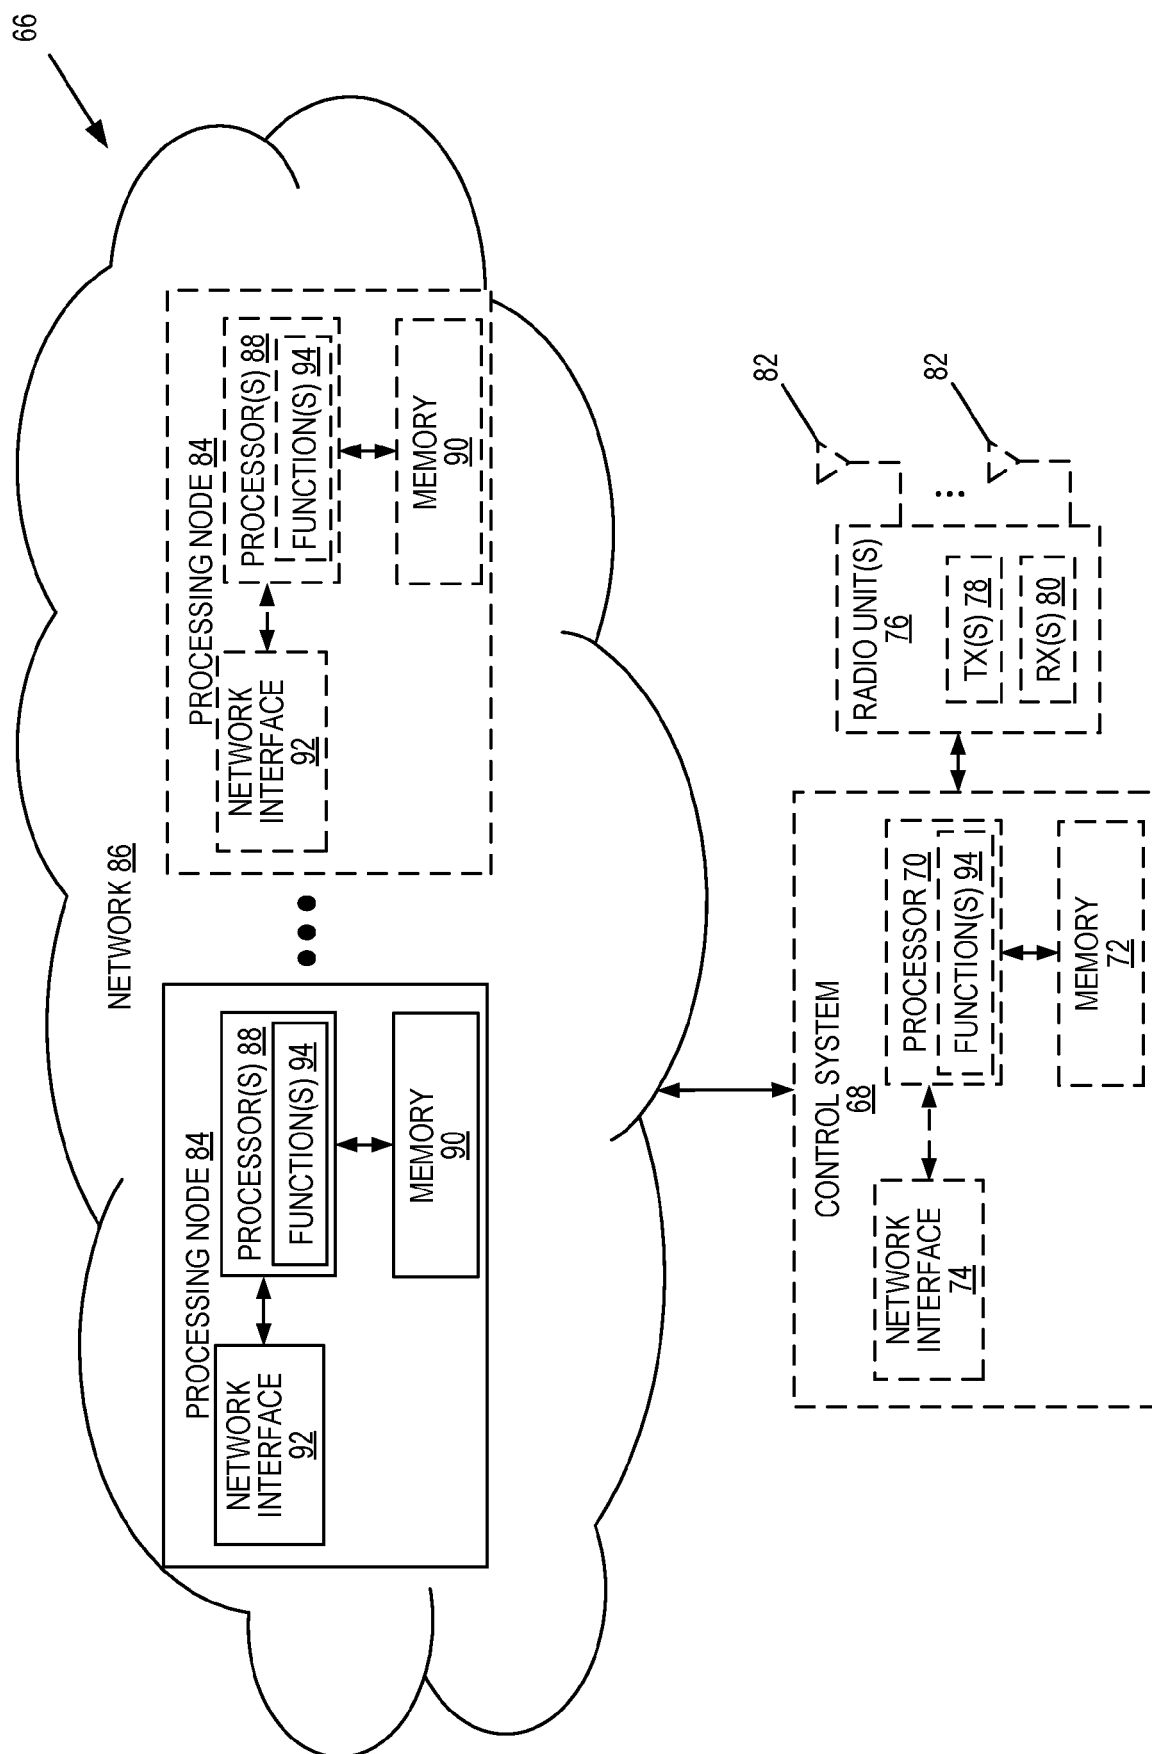 66
NETWORK 86
PROCESSING NODE 84
NETWORK
INTERFACE
92
PROCESSOR(S) 88
FUNCTION(S) 94
MEMORY
90
PROCESSING NODE 84
NETWORK
INTERFACE
92
PROCESSOR(S) 88
FUNCTION(S) 94
MEMORY
90
CONTROL SYSTEM
68
NETWORK
INTERFACE
74
PROCESSOR 70
FUNCTION(S) 94
MEMORY
72
RADIO UNIT(S)
76
TX(S) 78
RX(S) 80
82
82